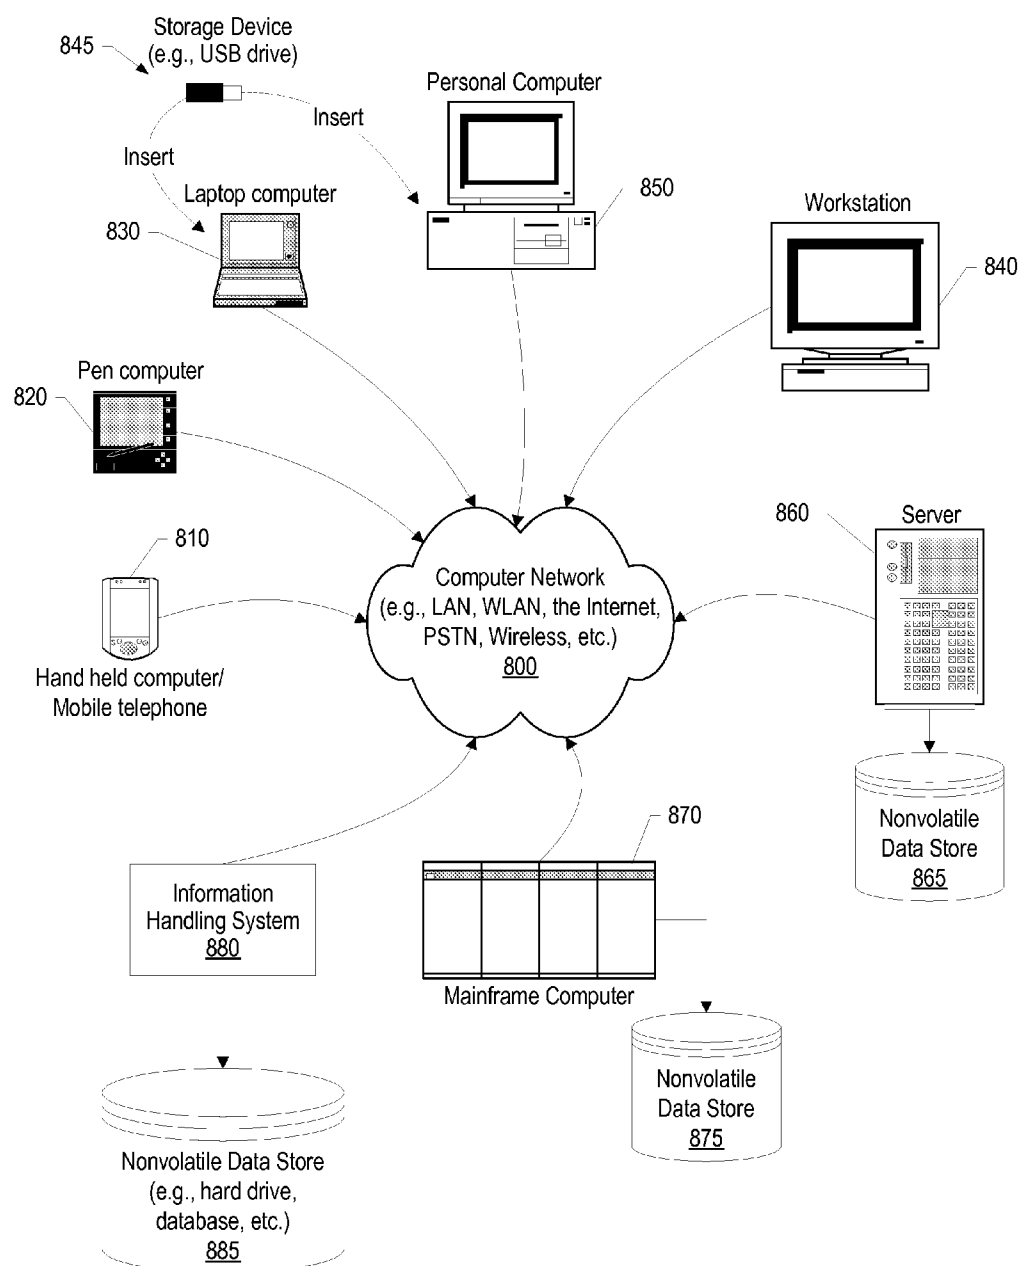 Storage Device
(e.g., USB drive)
845
Insert
Insert
Personal Computer
850
Laptop computer
830
Workstation
840
Pen computer
820
810
Hand held computer/
Mobile telephone
Computer Network
(e.g., LAN, WLAN, the Internet,
PSTN, Wireless, etc.)
800
860
Server
Nonvolatile
Data Store
865
870
Mainframe Computer
Information
Handling System
880
Nonvolatile
Data Store
875
Nonvolatile Data Store
(e.g., hard drive,
database, etc.)
885